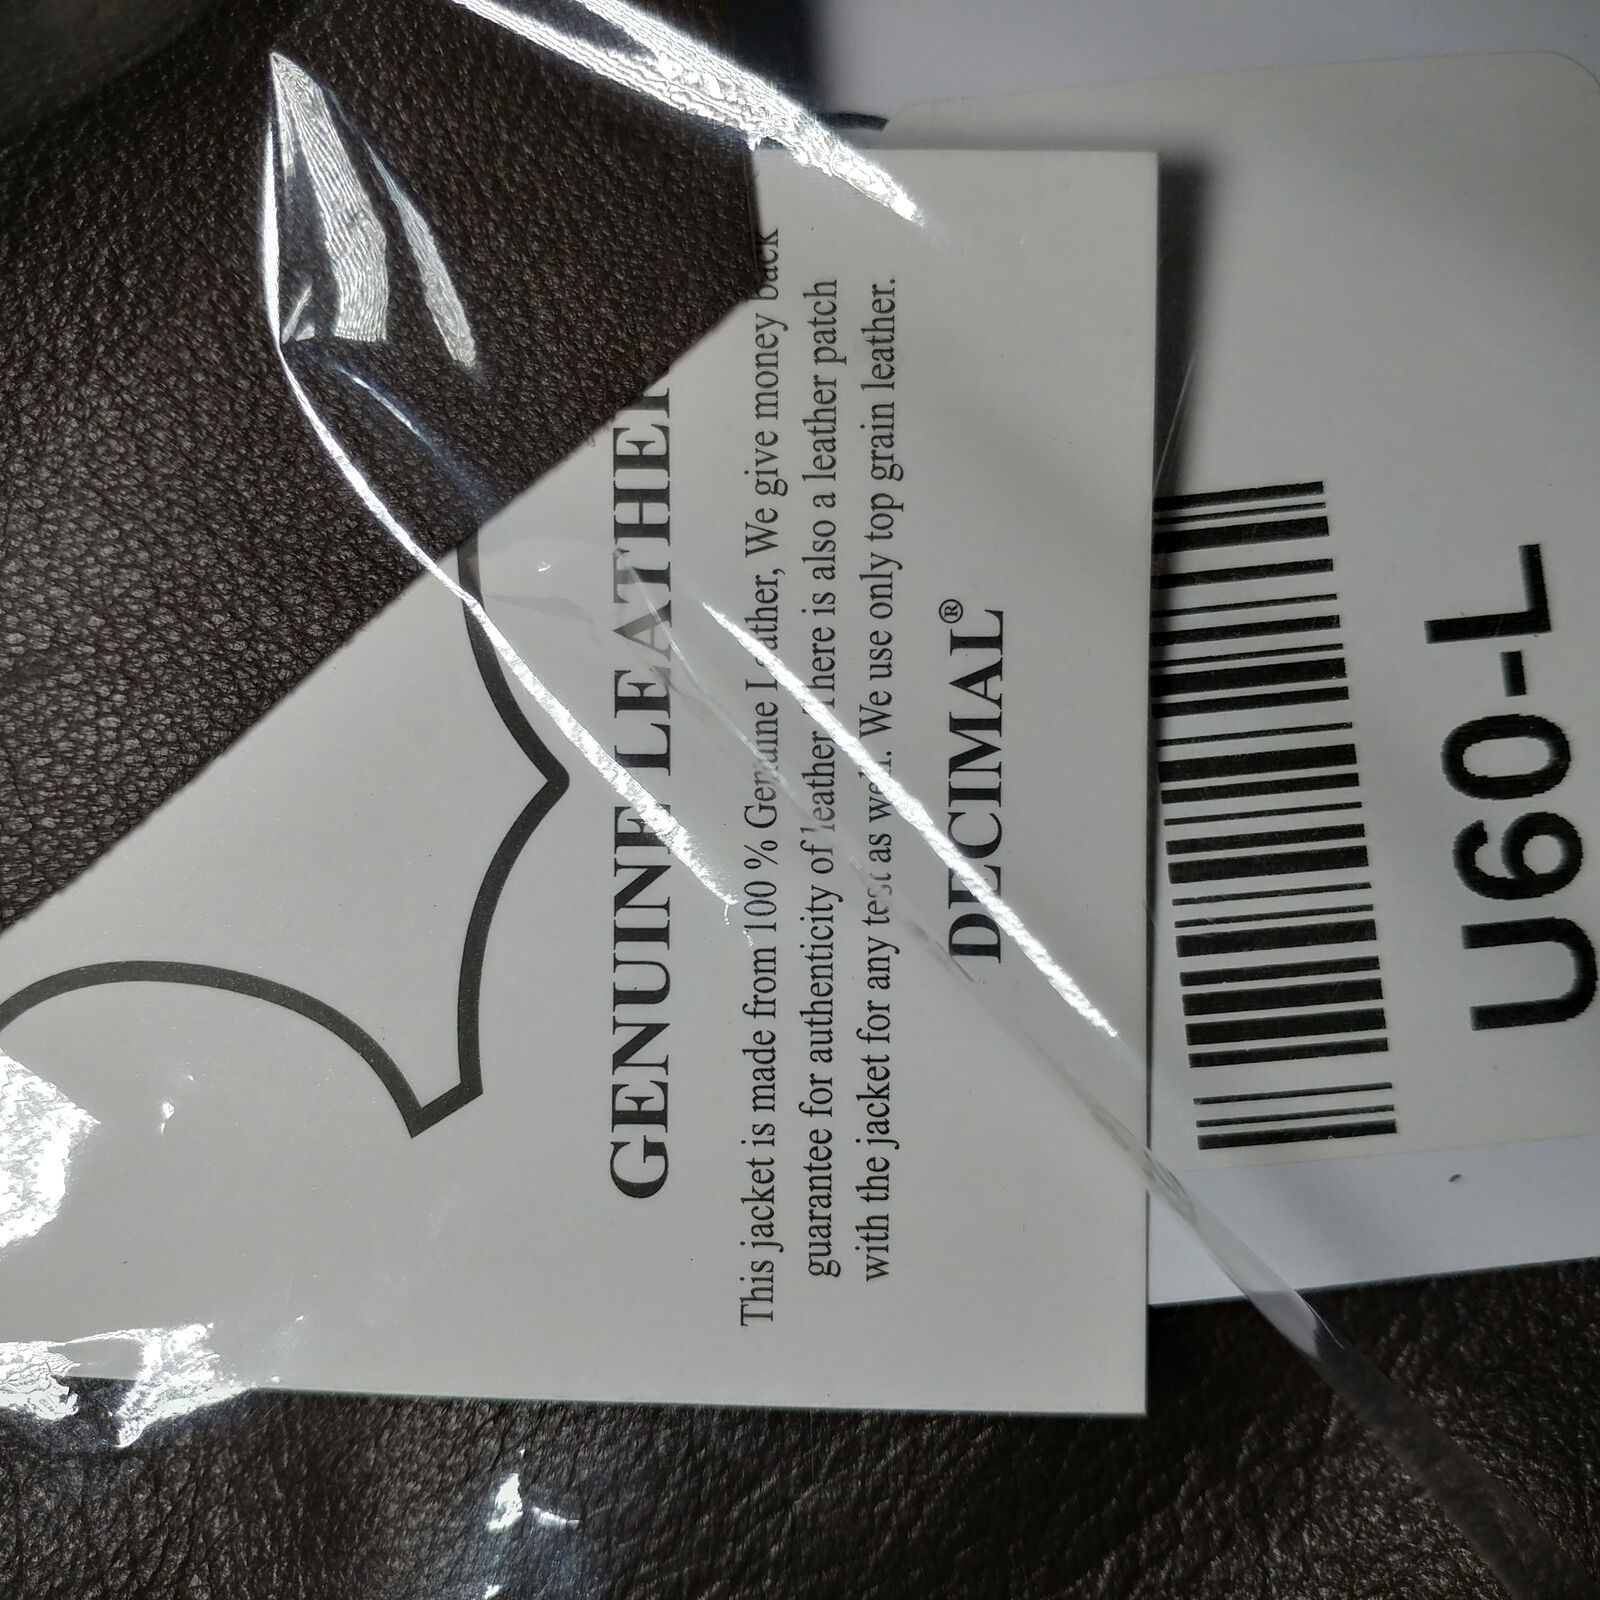 GENUINE LEATHER
This jacket is made from 100 % Genuine Leather, We give money back
guarantee for authenticity of leather. There is also a leather patch
with the jacket for any test as well. We use only top grain leather.
DECIMAL®
U60-L